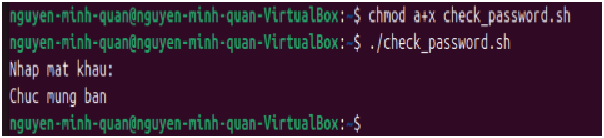 nguyen-minh-quan@nguyen-minh-quan-VirtualBox:~$ chmod a+x check_password.sh
nguyen-minh-quan@nguyen-minh-quan-VirtualBox:~$ ./check_password.sh
Nhap mat khau:
Chuc mung ban
nguyen-minh-quan@nguyen-minh-quan-VirtualBox:~$